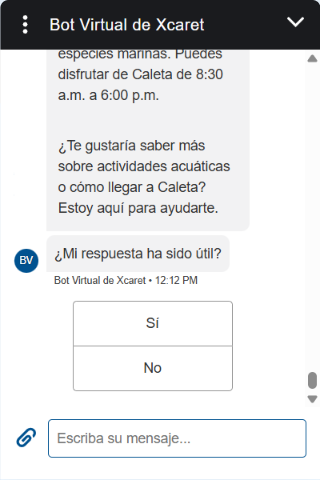 Bot Virtual de Xcaret
especies marinas. Puedes
disfrutar de Caleta de 8:30
a.m. a 6:00 p.m.
¿Te gustaría saber más
sobre actividades acuáticas
o cómo llegar a Caleta?
Estoy aquí para ayudarte.
BV
¿Mi respuesta ha sido útil?
Bot Virtual de Xcaret • 12:12 PM
Sí
No
Escriba su mensaje...